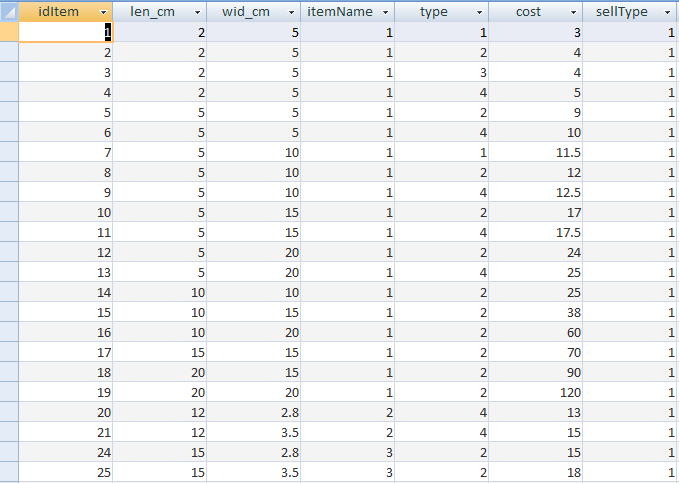 idItem len_cm wid_cm itemName type cost sellType
1 2 5 1 1 3 1
2 2 5 1 2 4 1
3 2 5 1 3 4 1
4 2 5 1 4 5 1
5 5 5 1 2 9 1
6 5 5 1 4 10 1
7 5 10 1 1 11.5 1
8 5 10 1 2 12 1
9 5 10 1 4 12.5 1
10 5 15 1 2 17 1
11 5 15 1 4 17.5 1
12 5 20 1 2 24 1
13 5 20 1 4 25 1
14 10 10 1 2 25 1
15 10 15 1 2 38 1
16 10 20 1 2 60 1
17 15 15 1 2 70 1
18 20 15 1 2 90 1
19 20 20 1 2 120 1
20 12 2.8 2 4 13 1
21 12 3.5 2 4 15 1
24 15 2.8 3 2 15 1
25 15 3.5 3 2 18 1